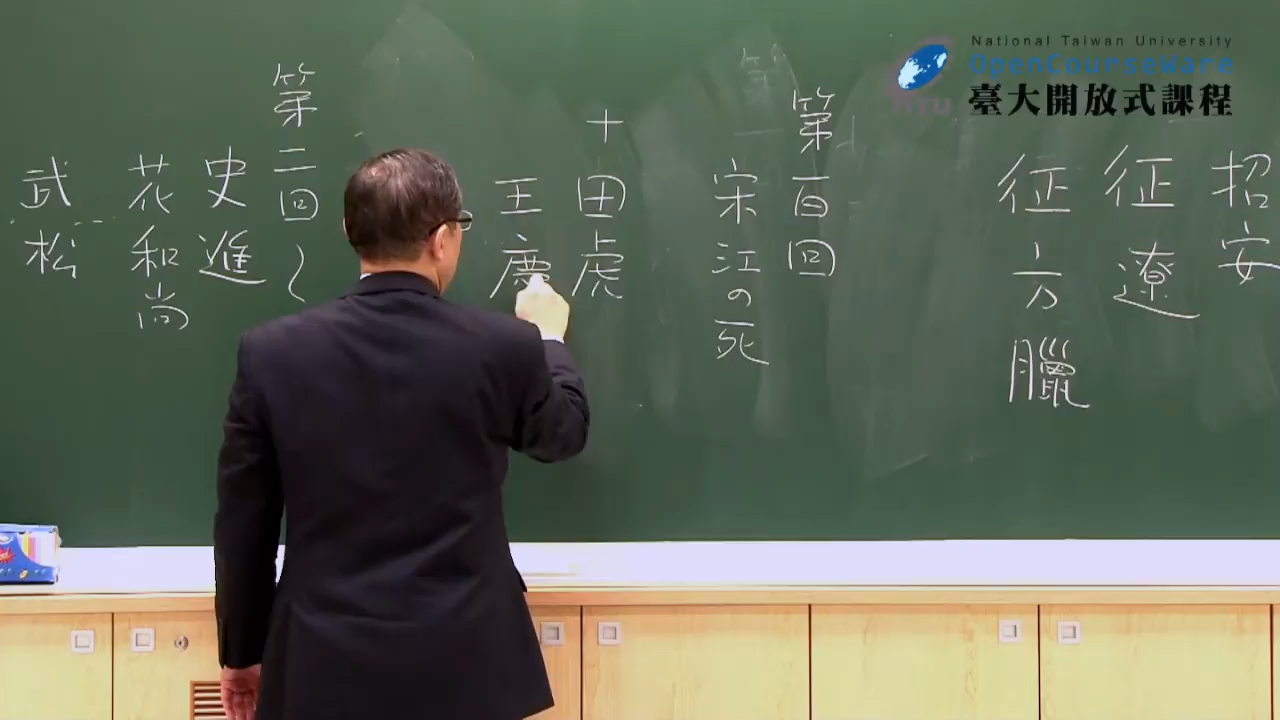 National Taiwan University
OpenCourseWare
臺大開放式課程
招安
征遼
征方臘
第百回
宋江の死
十田虎
王慶
第二回〜
史進
花和尚
武松